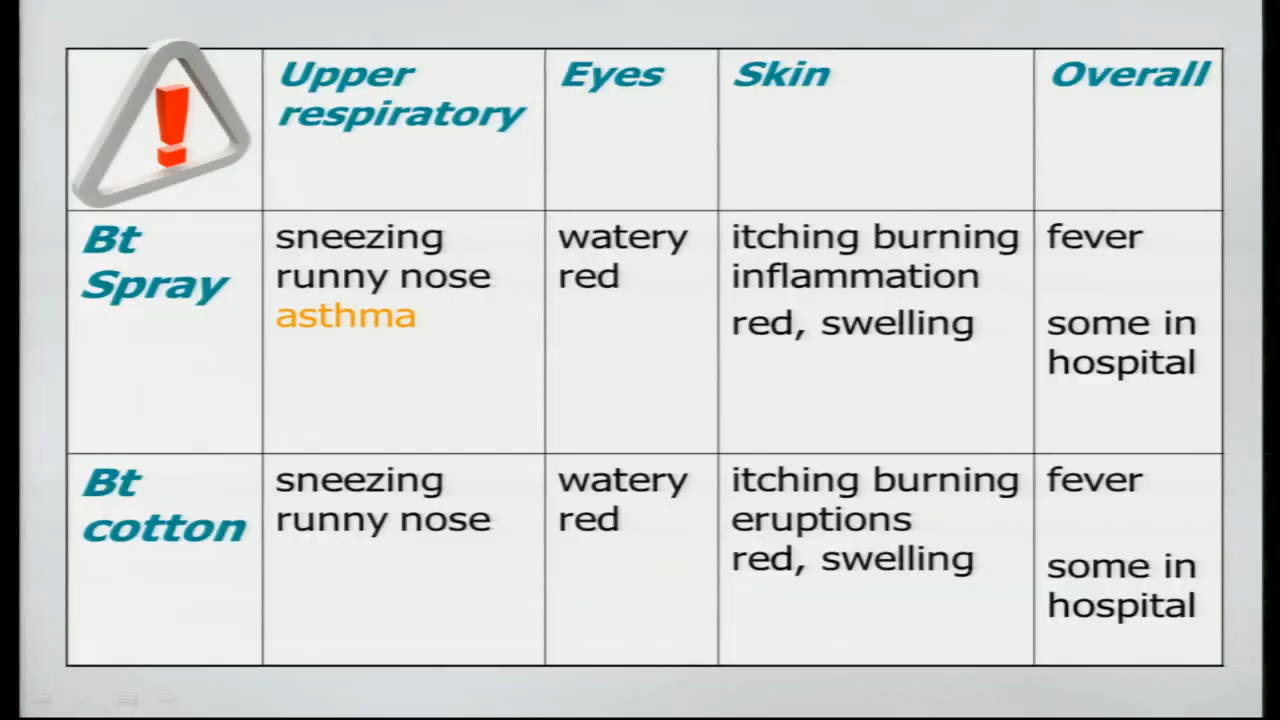 Upper
respiratory
Eyes
Skin
Overall
Bt
Spray
sneezing
runny nose
asthma
watery
red
itching burning
inflammation
red, swelling
fever
some in
hospital
Bt
cotton
sneezing
runny nose
watery
red
itching burning
eruptions
red, swelling
fever
some in
hospital